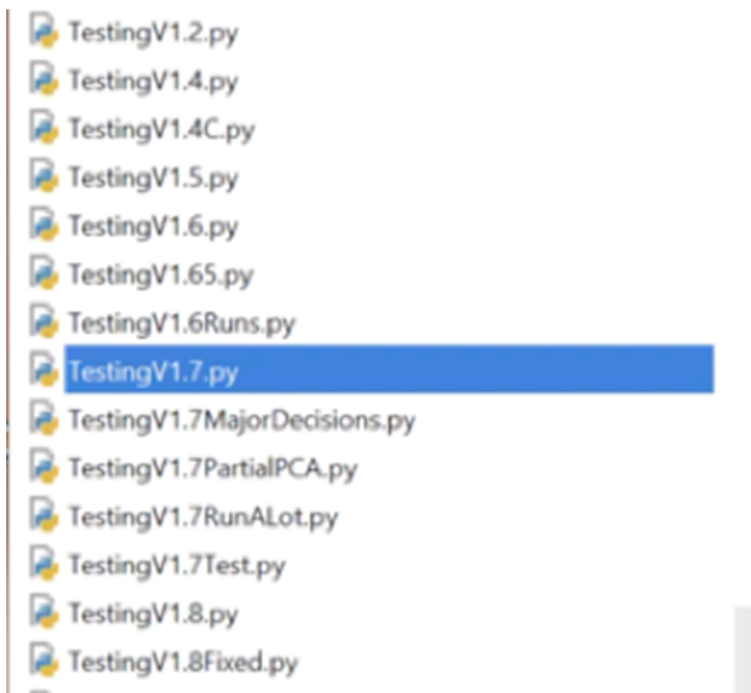 TestingV1.2.py
TestingV1.4.py
TestingV1.4C.py
TestingV1.5.py
TestingV1.6.py
TestingV1.65.py
TestingV1.6Runs.py
TestingV1.7.py
TestingV1.7MajorDecisions.py
TestingV1.7PartialPCA.py
TestingV1.7RunALot.py
TestingV1.7Test.py
TestingV1.8.py
TestingV1.8Fixed.py